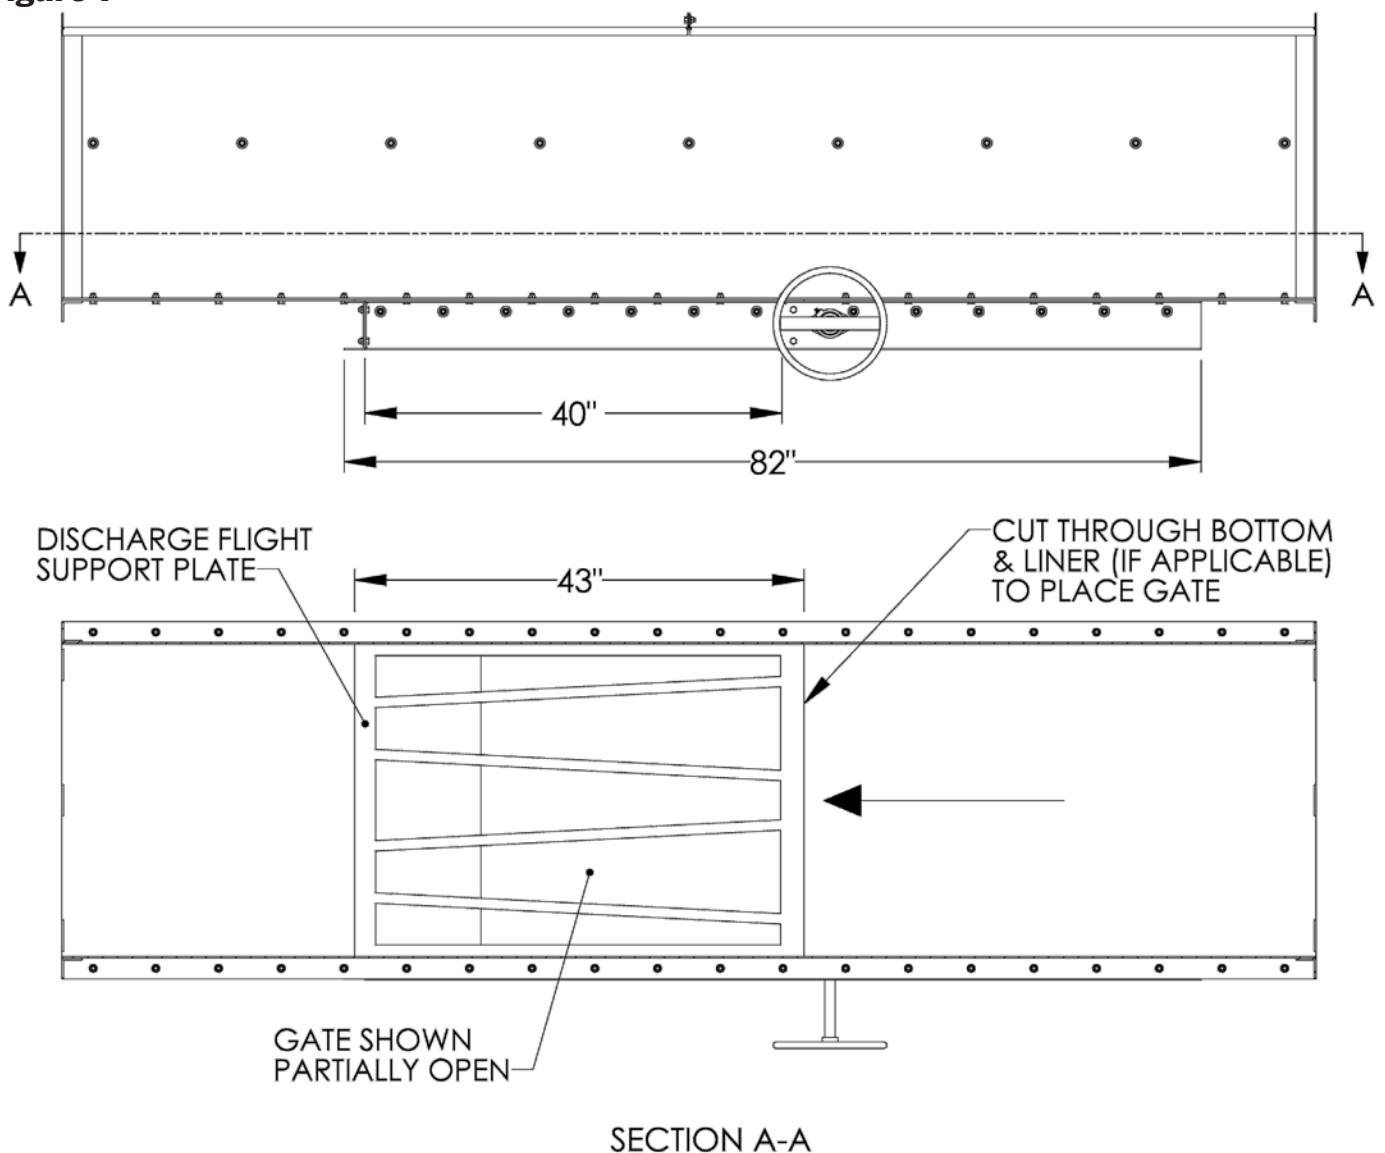 A
A
40"
82"
DISCHARGE FLIGHT
SUPPORT PLATE
43"
CUT THROUGH BOTTOM
& LINER (IF APPLICABLE)
TO PLACE GATE
GATE SHOWN
PARTIALLY OPEN
SECTION A-A